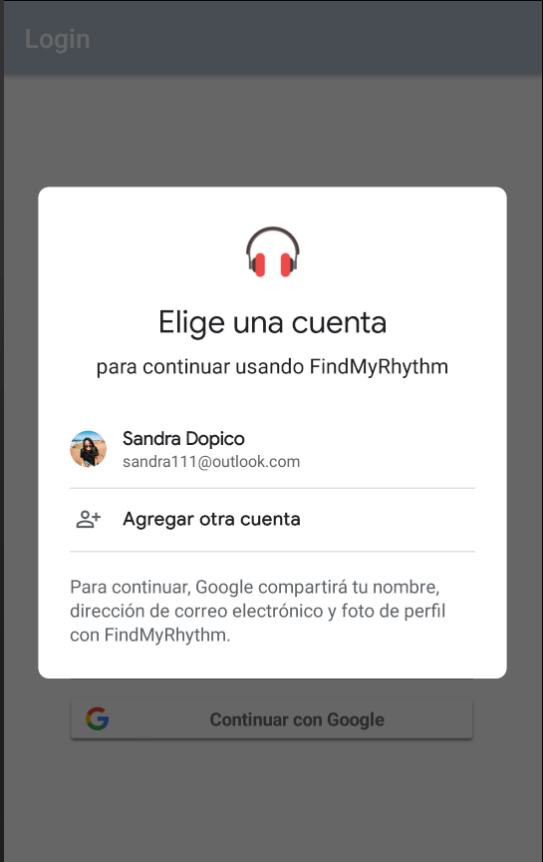 Login
Elige una cuenta
para continuar usando FindMyRhythm
Sandra Dopico
sandra111@outlook.com
Agregar otra cuenta
Para continuar, Google compartirá tu nombre,
dirección de correo electrónico y foto de perfil
con FindMyRhythm.
Continuar con Google